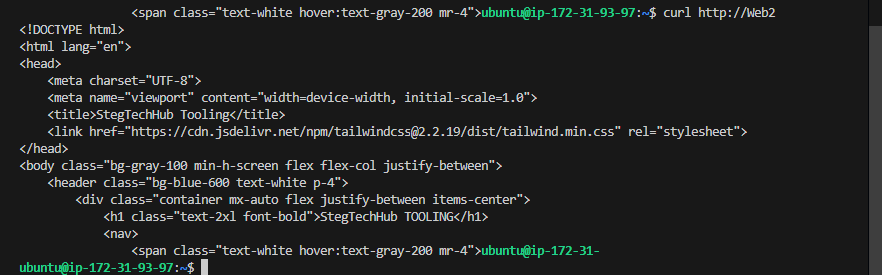 <span class="text-white hover:text-gray-200 mr-4">ubuntu@ip-172-31-93-97:~$ curl http://Web2
<!DOCTYPE html>
<html lang="en">
<head>
    <meta charset="UTF-8">
    <meta name="viewport" content="width=device-width, initial-scale=1.0">
    <title>StegTechHub Tooling</title>
    <link href="https://cdn.jsdelivr.net/npm/tailwindcss@2.2.19/dist/tailwind.min.css" rel="stylesheet">
</head>
<body class="bg-gray-100 min-h-screen flex flex-col justify-between">
    <header class="bg-blue-600 text-white p-4">
        <div class="container mx-auto flex justify-between items-center">
            <h1 class="text-2xl font-bold">StegTechHub TOOLING</h1>
            <nav>
                <span class="text-white hover:text-gray-200 mr-4">ubuntu@ip-172-31-
ubuntu@ip-172-31-93-97:~$